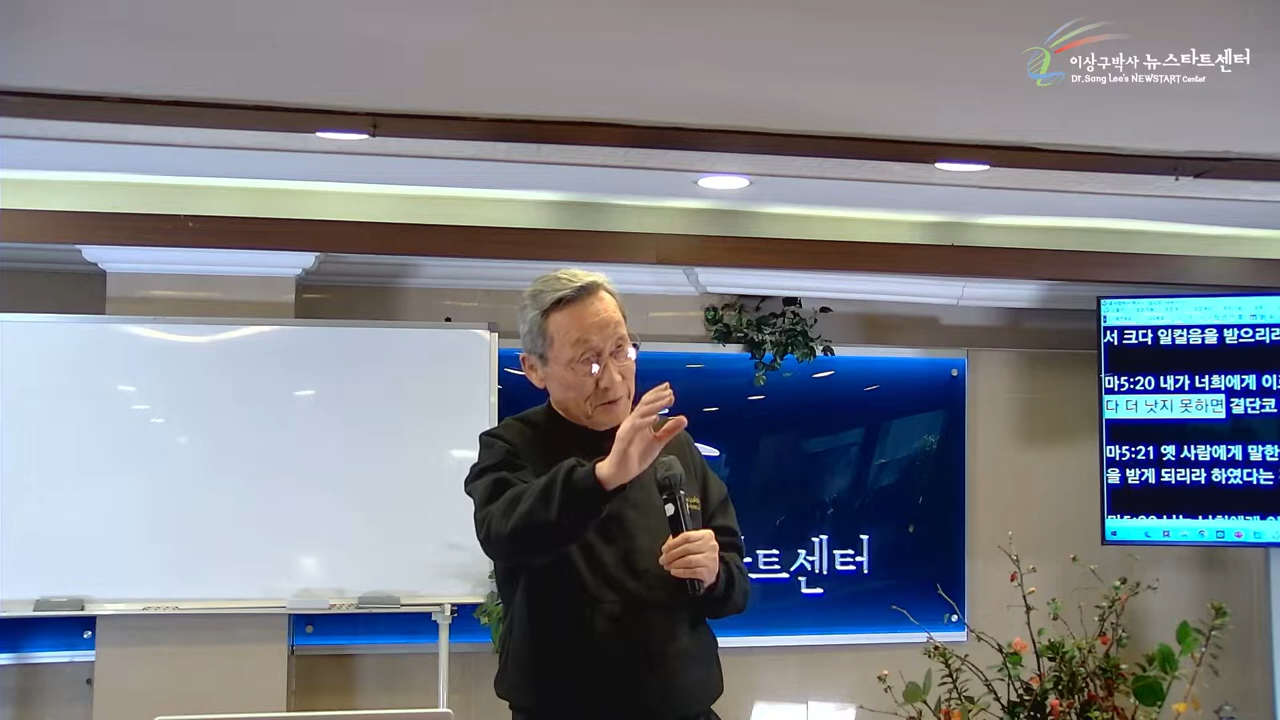 이상구박사 뉴스타트센터
Dr. Sang Lee's NEWSTART Center
서 크다 일컬음을 받으리라
마5:20 내가 너희에게
다 더 낫지 못하면 결단코
마5:21 옛 사람에게 말한
을 받게 되리라 하였다는
트센터